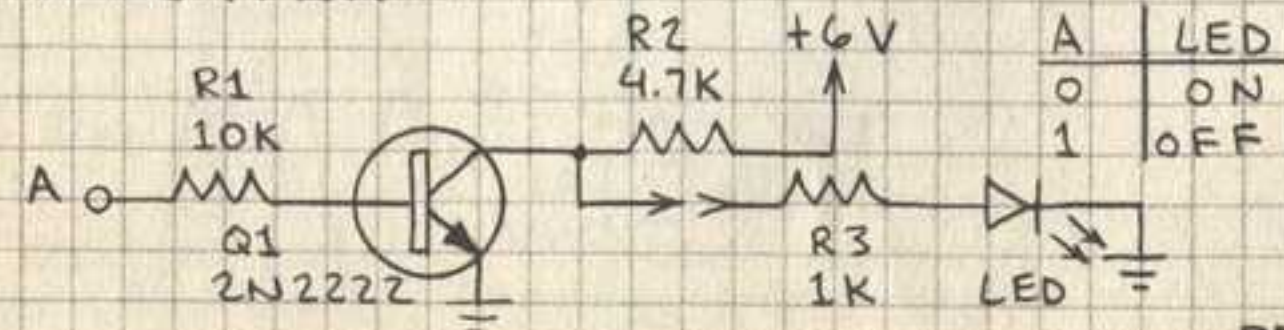 R1
10K
A
Q1
2N2222
R2
4.7K
+6V
R3
1K
LED
A LED
0 ON
1 OFF